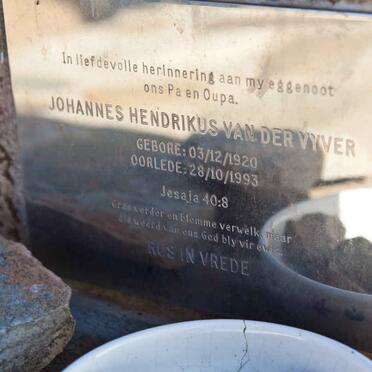 In liefdevolle herinnering aan my eggenoot
ons Pa en Oupa.
JOHANNES HENDRIKUS VAN DER VYVER
GEBORE: 03/12/1920
OORLEDE: 28/10/1993
Jesaja 40:8
Gras verdor en blomme verwelk, maar
die woord van ons God bly vir ewig.
RUS IN VREDE